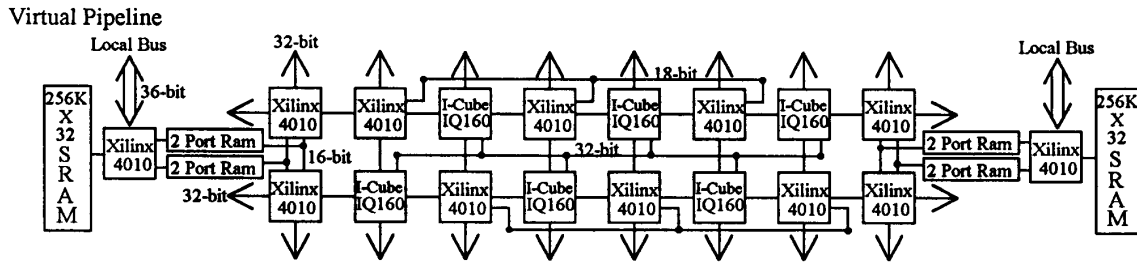 Virtual Pipeline
Local Bus
32-bit
18-bit
Local Bus
36-bit
256K
X
32
S
R
A
M
Xilinx
4010
2 Port Ram
2 Port Ram
16-bit
32-bit
Xilinx
4010
Xilinx
4010
I-Cube
IQ160
Xilinx
4010
I-Cube
IQ160
Xilinx
4010
I-Cube
IQ160
Xilinx
4010
32-bit
Xilinx
4010
I-Cube
IQ160
Xilinx
4010
I-Cube
IQ160
Xilinx
4010
I-Cube
IQ160
Xilinx
4010
Xilinx
4010
2 Port Ram
2 Port Ram
Xilinx
4010
256K
X
32
S
R
A
M